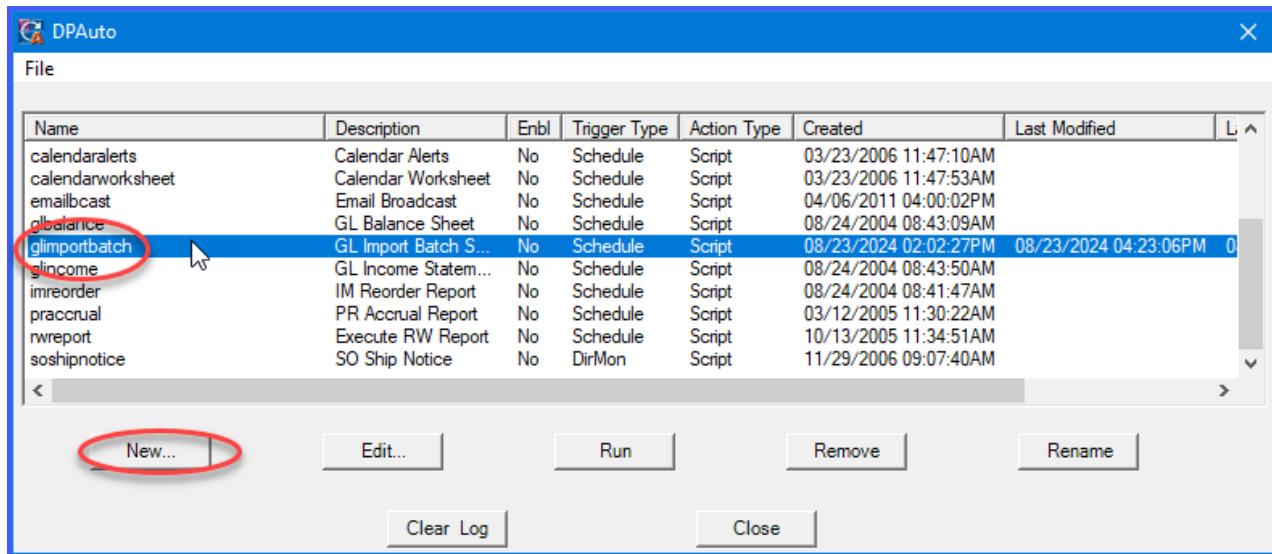 DPAuto
File
Name Description Enbl Trigger Type Action Type Created Last Modified
calendaralerts Calendar Alerts No Schedule Script 03/23/2006 11:47:10AM
calendarworksheet Calendar Worksheet No Schedule Script 03/23/2006 11:47:53AM
emailbcast Email Broadcast No Schedule Script 04/06/2011 04:00:02PM
glbalance GL Balance Sheet No Schedule Script 08/24/2004 08:43:09AM
glimportbatch GL Import Batch S... No Schedule Script 08/23/2024 02:02:27PM 08/23/2024 04:23:06PM
glincome GL Income Statem... No Schedule Script 08/24/2004 08:43:50AM
imreorder IM Reorder Report No Schedule Script 08/24/2004 08:41:47AM
praccrual PR Accrual Report No Schedule Script 03/12/2005 11:30:22AM
rwreport Execute RW Report No Schedule Script 10/13/2005 11:34:51AM
soshipnotice SO Ship Notice No DirMon Script 11/29/2006 09:07:40AM
New... Edit... Run Remove Rename
Clear Log Close